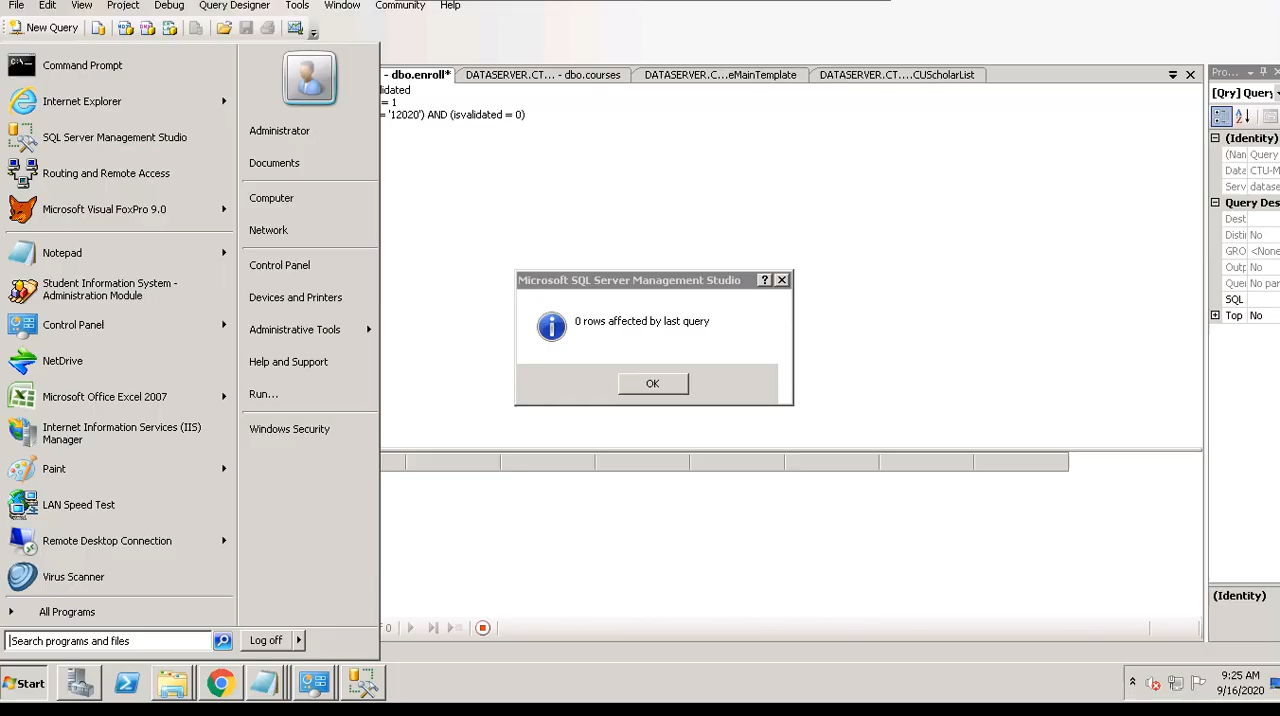 File Edit View Project Debug Query Designer Tools Window Community Help
New Query
- dbo.enroll* DATASERVER.CT... - dbo.courses DATASERVER.C...eMainTemplate DATASERVER.CT....CUScholarList
lidated
= 1
= '12020') AND (isvalidated = 0)
Command Prompt
Internet Explorer
SQL Server Management Studio
Routing and Remote Access
Microsoft Visual FoxPro 9.0
Notepad
Student Information System -
Administration Module
Control Panel
NetDrive
Microsoft Office Excel 2007
Internet Information Services (IIS)
Manager
Paint
LAN Speed Test
Remote Desktop Connection
Virus Scanner
All Programs
Search programs and files
Administrator
Documents
Computer
Network
Control Panel
Devices and Printers
Administrative Tools
Help and Support
Run...
Windows Security
Log off
Microsoft SQL Server Management Studio
0 rows affected by last query
OK
Pro...
[Qry] Query
(Identity)
(Nan Query
Data CTU-M
Serv datase
Query Des
Dest
Distin No
GRO <None
Outp No
Quer No par
SQL
Top No
(Identity)
0
Start
9:25 AM
9/16/2020